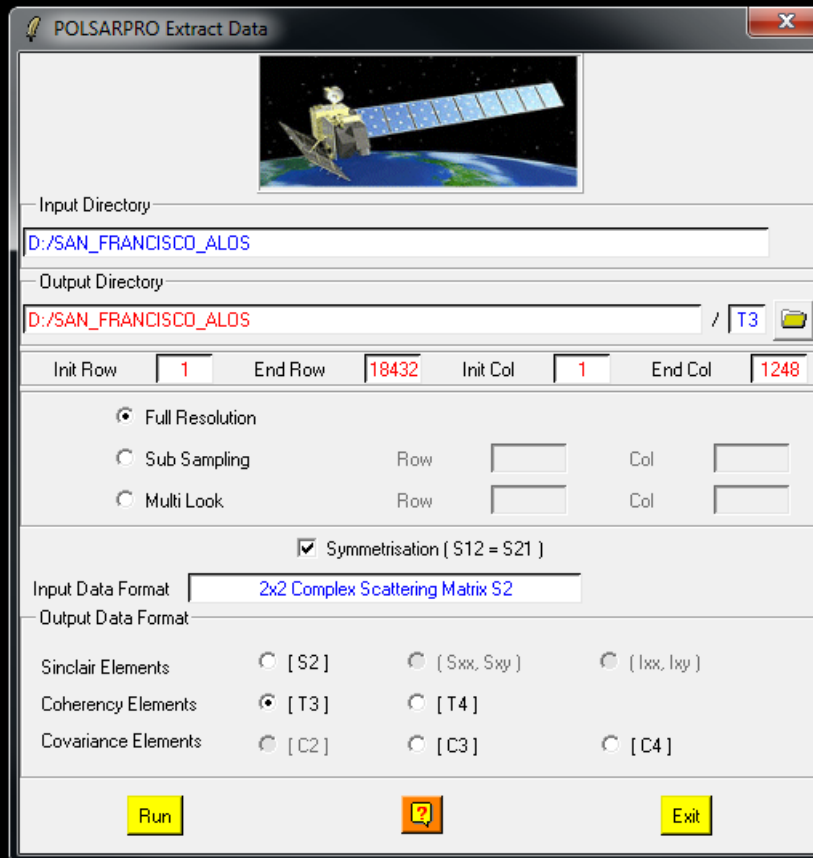 POLSARPRO Extract Data
Input Directory
D:/SAN_FRANCISCO_ALOS
Output Directory
D:/SAN_FRANCISCO_ALOS / T3
Init Row 1 End Row 18432 Init Col 1 End Col 1248
Full Resolution
Sub Sampling Row Col
Multi Look Row Col
Symmetrisation ( S12 = S21 )
Input Data Format 2x2 Complex Scattering Matrix S2
Output Data Format
Sinclair Elements [ S2 ] ( Sxx, Sxy ) ( Ixx, Ixy )
Coherency Elements [ T3 ] [ T4 ]
Covariance Elements [ C2 ] [ C3 ] [ C4 ]
Run ? Exit